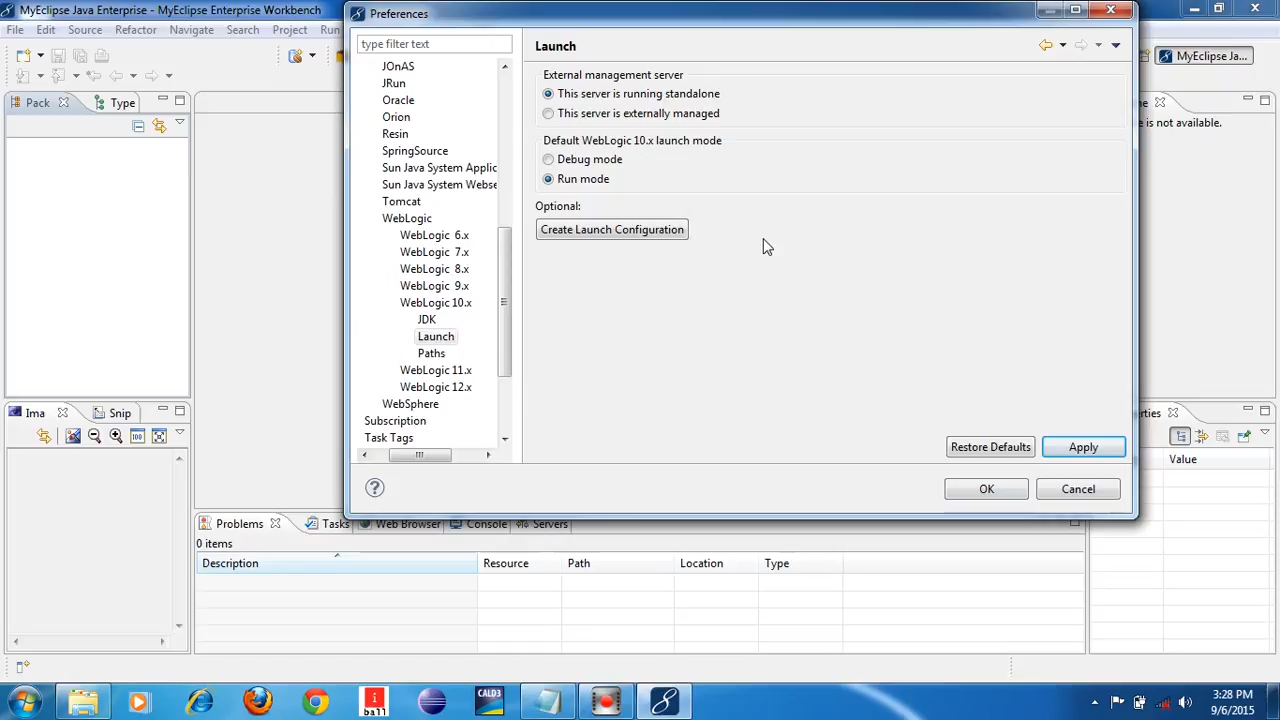 MyEclipse Java Enterprise - MyEclipse Enterprise Workbench
Preferences
File Edit Source Refactor Navigate Search Project Run
type filter text
Launch
MyEclipse Ja...
JOnAS
External management server
JRun
This server is running standalone
Oracle
Pack
Type
Orion
This server is externally managed
e is not available.
Resin
Default WebLogic 10.x launch mode
SpringSource
Debug mode
Sun Java System Applic
Run mode
Sun Java System Webse
Tomcat
Optional:
WebLogic
Create Launch Configuration
WebLogic 6.x
WebLogic 7.x
WebLogic 8.x
WebLogic 9.x
WebLogic 10.x
JDK
Launch
Paths
WebLogic 11.x
WebLogic 12.x
WebSphere
Ima
Snip
erties
Subscription
Task Tags
Restore Defaults
Apply
Value
OK
Cancel
Problems
Tasks
Web Browser
Console
Servers
0 items
Description
Resource
Path
Location
Type
100
CALD3
i
ball
3:28 PM
9/6/2015